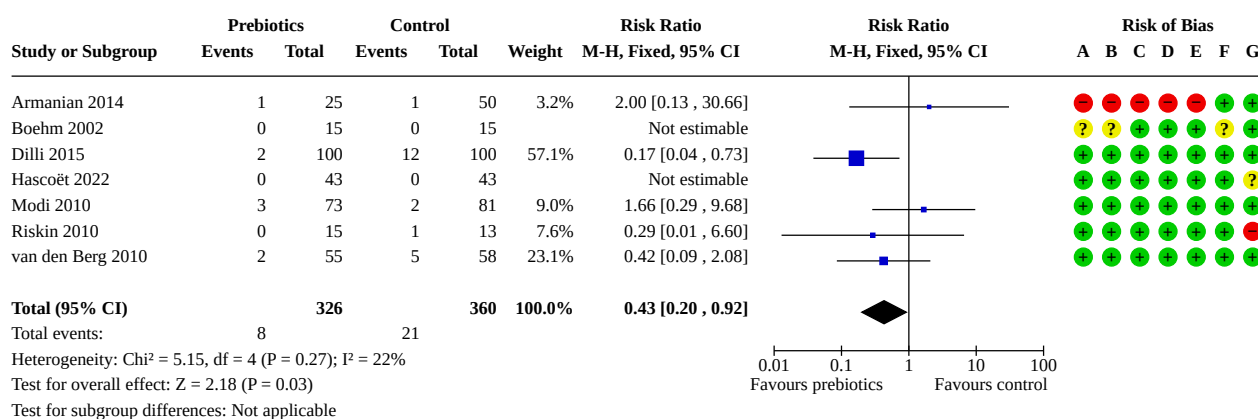 Prebiotics Control Risk Ratio Risk Ratio Risk of Bias
Study or Subgroup Events Total Events Total Weight M-H, Fixed, 95% CI M-H, Fixed, 95% CI A B C D E F G
Armanian 2014 1 25 1 50 3.2% 2.00 [0.13 , 30.66] − − − − − + +
Boehm 2002 0 15 0 15 Not estimable ? ? + + + ? +
Dilli 2015 2 100 12 100 57.1% 0.17 [0.04 , 0.73] + + + + + + +
Hascoët 2022 0 43 0 43 Not estimable + + + + + + ?
Modi 2010 3 73 2 81 9.0% 1.66 [0.29 , 9.68] + + + + + + +
Riskin 2010 0 15 1 13 7.6% 0.29 [0.01 , 6.60] + + + + + + −
van den Berg 2010 2 55 5 58 23.1% 0.42 [0.09 , 2.08] + + + + + + +
Total (95% CI) 326 360 100.0% 0.43 [0.20 , 0.92]
Total events: 8 21
Heterogeneity: Chi² = 5.15, df = 4 (P = 0.27); I² = 22%
0.01 0.1 1 10 100
Test for overall effect: Z = 2.18 (P = 0.03) Favours prebiotics Favours control
Test for subgroup differences: Not applicable